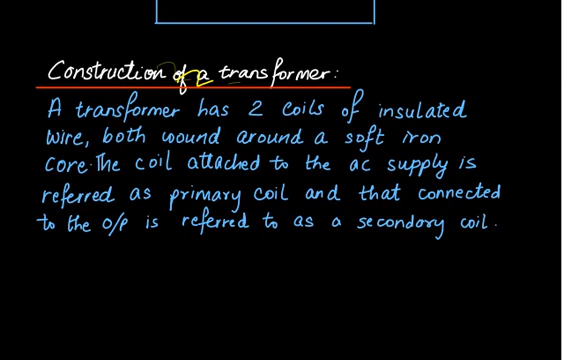 Construction of a transformer:
A transformer has 2 coils of insulated
wire, both wound around a soft iron
core. The coil attached to the ac supply is
referred as primary coil and that connected
to the O/P is referred to as a secondary coil.